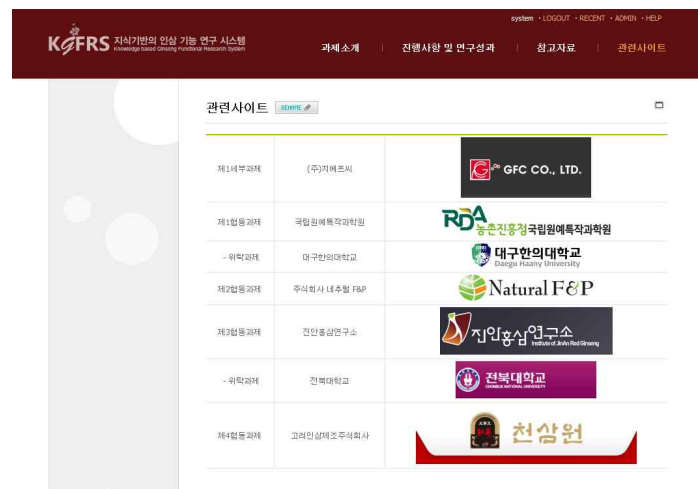 system · LOGOUT · RECENT · ADMIN · HELP
KGFRS 지식기반의 인삼 기능 연구 시스템
Knowledge based Ginseng Functional Research System
과제소개 | 진행사항 및 연구성과 | 참고자료 | 관련사이트
관련사이트 RENAME
제1세부과제 (주)지에프씨 G GFC CO., LTD.
제1협동과제 국립원예특작과학원 RDA 농촌진흥청 국립원예특작과학원
- 위탁과제 대구한의대학교 대구한의대학교
Daegu Haany University
제2협동과제 주식회사 네추럴 F&P Natural F&P
제3협동과제 진안홍삼연구소 진안홍삼연구소
Institute of JinAn Red Ginseng
- 위탁과제 전북대학교 전북대학교
CHONBUK NATIONAL UNIVERSITY
제4협동과제 고려인삼제조주식회사 천삼원